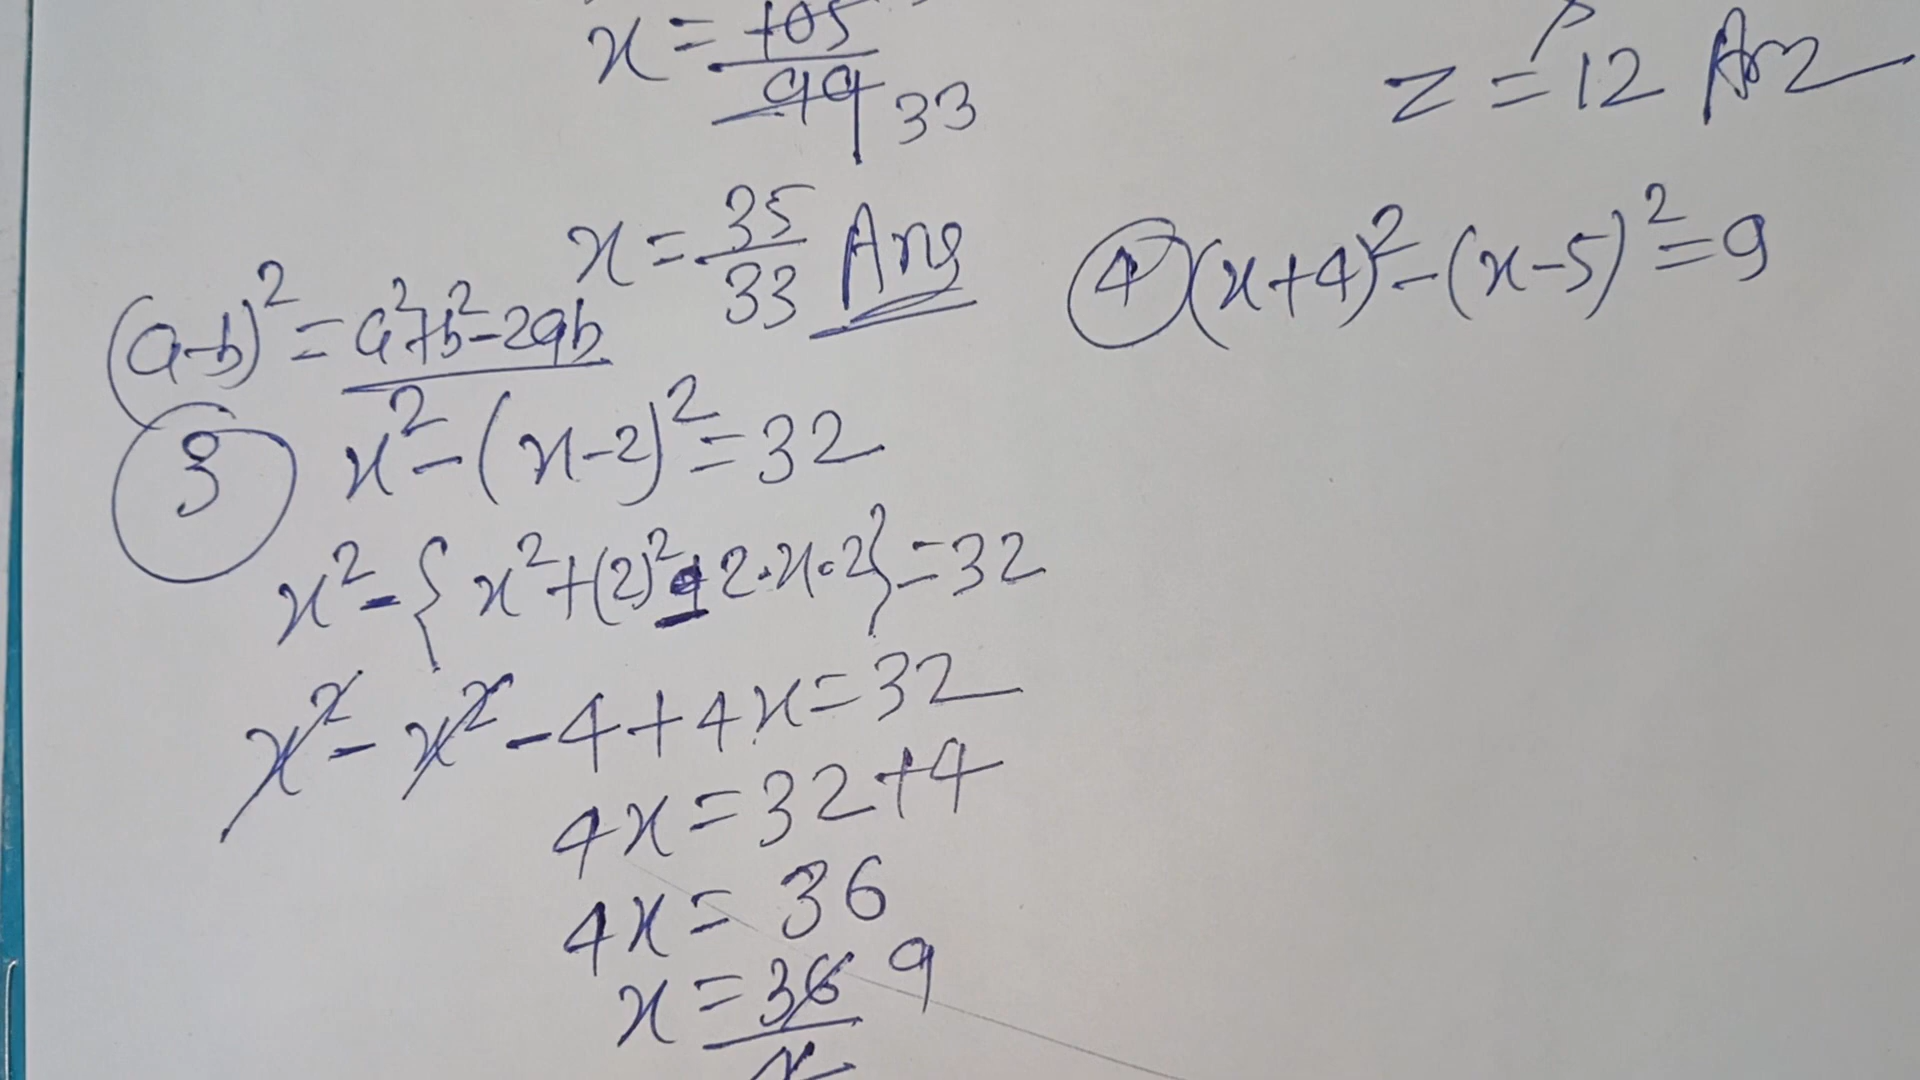 x = 105/99 33
x = 35/33 Ans
(a-b)² = a²+b²-2ab
③ x² - (x-2)² = 32
x² - { x² + (2)² - 2·x·2 } = 32
x² - x² - 4 + 4x = 32
4x = 32+4
4x = 36
x = 36 9
z = 12 Ans
④ (x+4)² - (x-5)² = 9